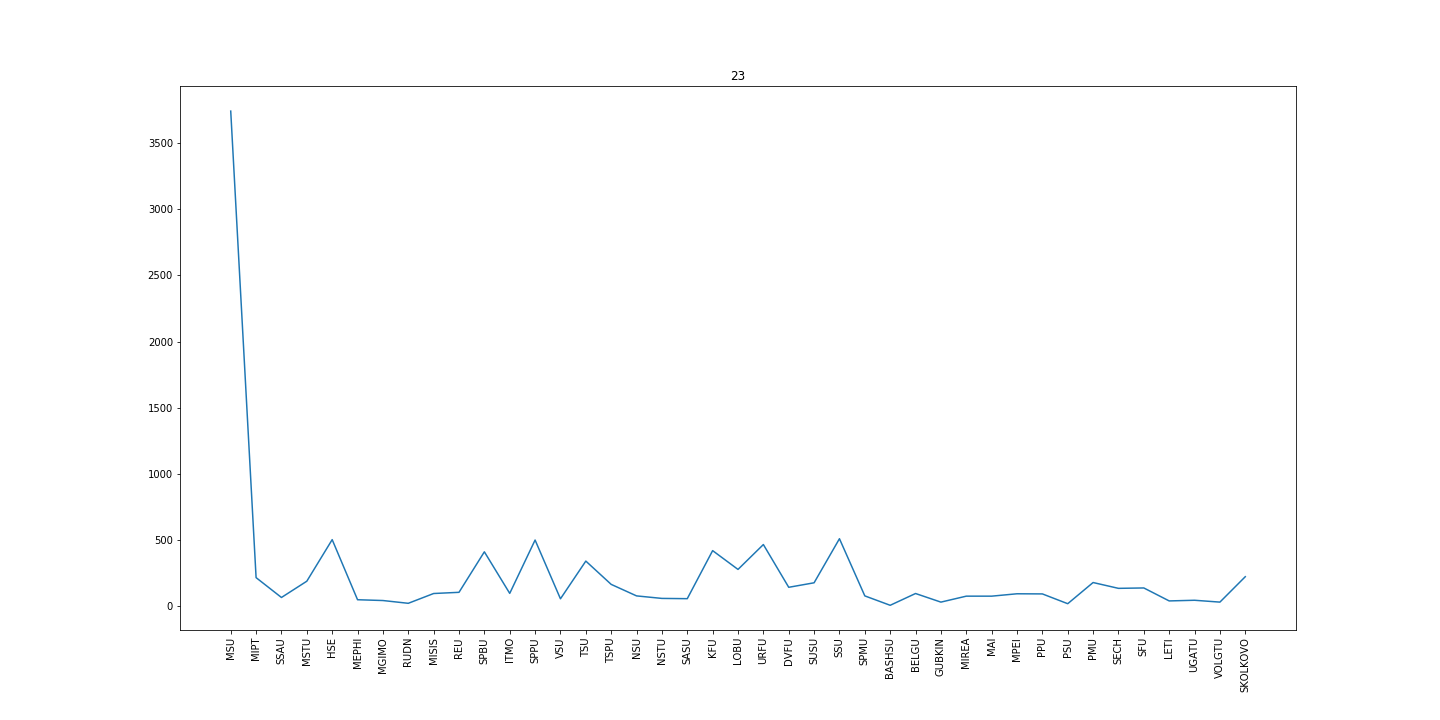 23
3500
3000
2500
2000
1500
1000
500
0
MSU
MIPT
SSAU
MSTU
HSE
MEPHI
MGIMO
RUDN
MISIS
REU
SPBU
ITMO
SPPU
VSU
TSU
TSPU
NSU
NSTU
SASU
KFU
LOBU
URFU
DVFU
SUSU
SSU
SPMU
BASHSU
BELGU
GUBKIN
MIREA
MAI
MPEI
PPU
PSU
PMU
SECH
SFU
LETI
UGATU
VOLGTU
SKOLKOVO